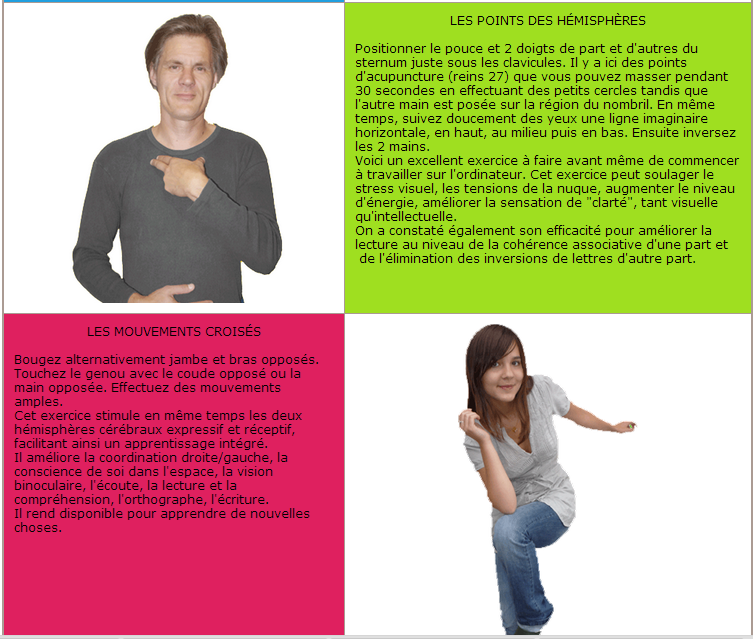 LES POINTS DES HÉMISPHÈRES
Positionner le pouce et 2 doigts de part et d'autres du
sternum juste sous les clavicules. Il y a ici des points
d'acupuncture (reins 27) que vous pouvez masser pendant
30 secondes en effectuant des petits cercles tandis que
l'autre main est posée sur la région du nombril. En même
temps, suivez doucement des yeux une ligne imaginaire
horizontale, en haut, au milieu puis en bas. Ensuite inversez
les 2 mains.
Voici un excellent exercice à faire avant même de commencer
à travailler sur l'ordinateur. Cet exercice peut soulager le
stress visuel, les tensions de la nuque, augmenter le niveau
d'énergie, améliorer la sensation de "clarté", tant visuelle
qu'intellectuelle.
On a constaté également son efficacité pour améliorer la
lecture au niveau de la cohérence associative d'une part et
de l'élimination des inversions de lettres d'autre part.
LES MOUVEMENTS CROISÉS
Bougez alternativement jambe et bras opposés.
Touchez le genou avec le coude opposé ou la
main opposée. Effectuez des mouvements
amples.
Cet exercice stimule en même temps les deux
hémisphères cérébraux expressif et réceptif,
facilitant ainsi un apprentissage intégré.
Il améliore la coordination droite/gauche, la
conscience de soi dans l'espace, la vision
binoculaire, l'écoute, la lecture et la
compréhension, l'orthographe, l'écriture.
Il rend disponible pour apprendre de nouvelles
choses.